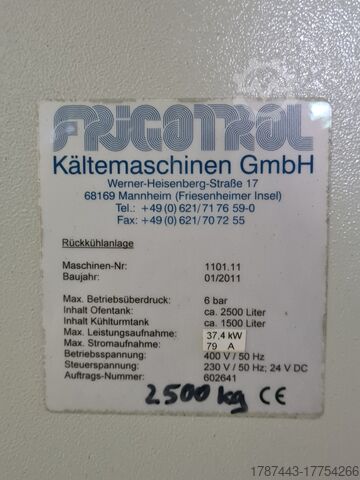 FRIGOTROL
Kältemaschinen GmbH
Werner-Heisenberg-Straße 17
68169 Mannheim (Friesenheimer Insel)
Tel.: +49(0)621/71 76 59-0
Fax: +49(0)621/70 72 55
Rückkühlanlage
Maschinen-Nr: 1101.11
Baujahr: 01/2011
Max. Betriebsüberdruck: 6 bar
Inhalt Ofentank: ca. 2500 Liter
Inhalt Kühlturmtank ca. 1500 Liter
Max. Leistungsaufnahme: 37,4 kW
Max. Stromaufnahme: 79 A
Betriebsspannung: 400 V / 50 Hz
Steuerspannung: 230 V / 50 Hz; 24 V DC
Auftrags-Nummer: 602641
2500 kg CE
1787443-17754266